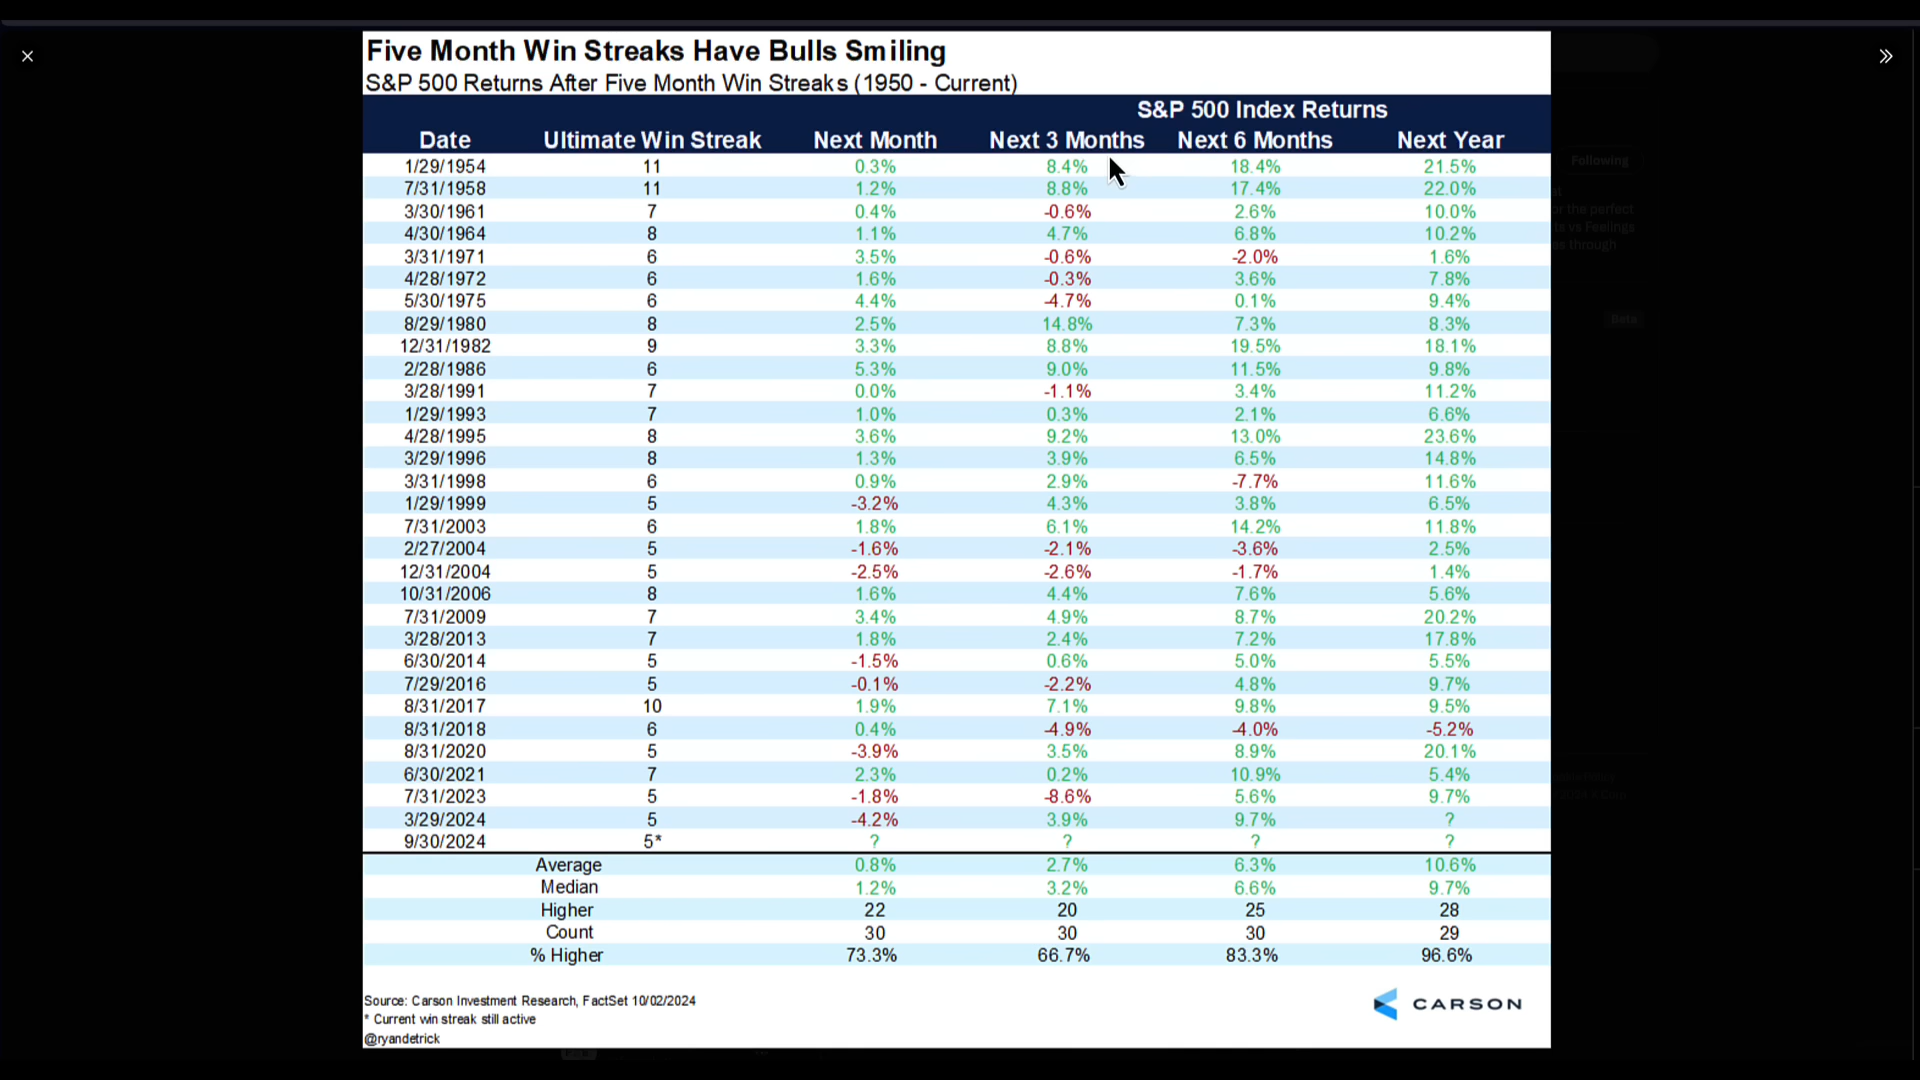 Five Month Win Streaks Have Bulls Smiling
S&P 500 Returns After Five Month Win Streaks (1950 - Current)
S&P 500 Index Returns
Date Ultimate Win Streak Next Month Next 3 Months Next 6 Months Next Year
1/29/1954 11 0.3% 8.4% 18.4% 21.5%
7/31/1958 11 1.2% 8.8% 17.4% 22.0%
3/30/1961 7 0.4% -0.6% 2.6% 10.0%
4/30/1964 8 1.1% 4.7% 6.8% 10.2%
3/31/1971 6 3.5% -0.6% -2.0% 1.6%
4/28/1972 6 1.6% -0.3% 3.6% 7.8%
5/30/1975 6 4.4% -4.7% 0.1% 9.4%
8/29/1980 8 2.5% 14.8% 7.3% 8.3%
12/31/1982 9 3.3% 8.8% 19.5% 18.1%
2/28/1986 6 5.3% 9.0% 11.5% 9.8%
3/28/1991 7 0.0% -1.1% 3.4% 11.2%
1/29/1993 7 1.0% 0.3% 2.1% 6.6%
4/28/1995 8 3.6% 9.2% 13.0% 23.6%
3/29/1996 8 1.3% 3.9% 6.5% 14.8%
3/31/1998 6 0.9% 2.9% -7.7% 11.6%
1/29/1999 5 -3.2% 4.3% 3.8% 6.5%
7/31/2003 6 1.8% 6.1% 14.2% 11.8%
2/27/2004 5 -1.6% -2.1% -3.6% 2.5%
12/31/2004 5 -2.5% -2.6% -1.7% 1.4%
10/31/2006 8 1.6% 4.4% 7.6% 5.6%
7/31/2009 7 3.4% 4.9% 8.7% 20.2%
3/28/2013 7 1.8% 2.4% 7.2% 17.8%
6/30/2014 5 -1.5% 0.6% 5.0% 5.5%
7/29/2016 5 -0.1% -2.2% 4.8% 9.7%
8/31/2017 10 1.9% 7.1% 9.8% 9.5%
8/31/2018 6 0.4% -4.9% -4.0% -5.2%
8/31/2020 5 -3.9% 3.5% 8.9% 20.1%
6/30/2021 7 2.3% 0.2% 10.9% 5.4%
7/31/2023 5 -1.8% -8.6% 5.6% 9.7%
3/29/2024 5 -4.2% 3.9% 9.7% ?
9/30/2024 5* ? ? ? ?
Average 0.8% 2.7% 6.3% 10.6%
Median 1.2% 3.2% 6.6% 9.7%
Higher 22 20 25 28
Count 30 30 30 29
% Higher 73.3% 66.7% 83.3% 96.6%
Source: Carson Investment Research, FactSet 10/02/2024
* Current win streak still active
@ryandetrick
CARSON
Following
or the perfect
ts vs Feelings
through
Beta